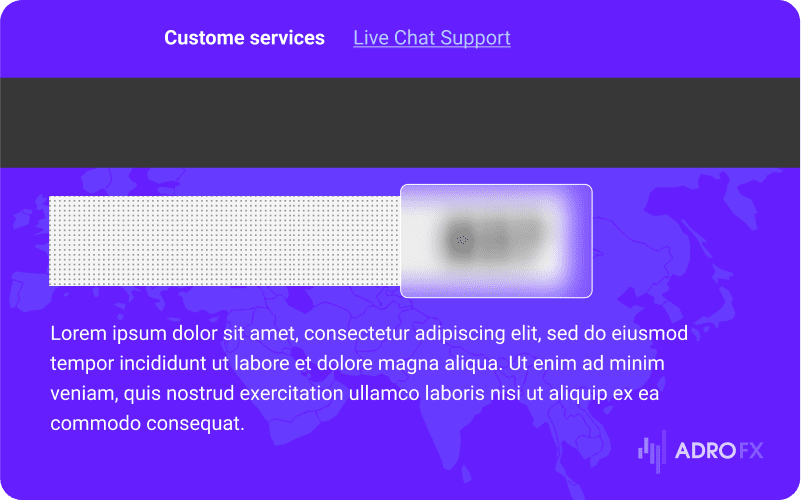 Custome services Live Chat Support
Lorem ipsum dolor sit amet, consectetur adipiscing elit, sed do eiusmod
tempor incididunt ut labore et dolore magna aliqua. Ut enim ad minim
veniam, quis nostrud exercitation ullamco laboris nisi ut aliquip ex ea
commodo consequat.
ADROFX